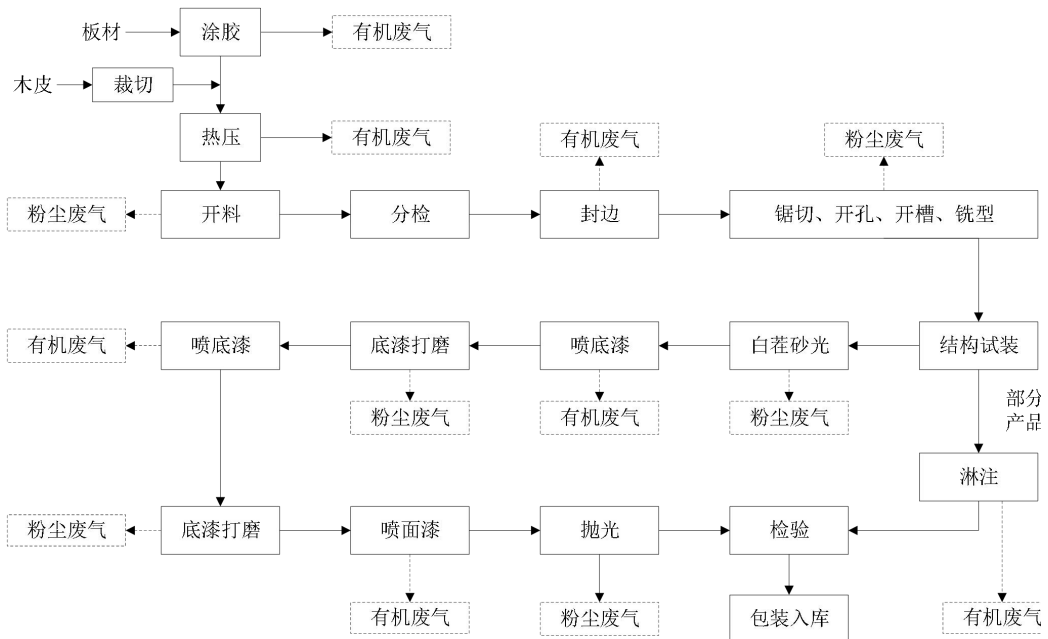 板材
涂胶
有机废气
木皮
裁切
热压
有机废气
有机废气
粉尘废气
粉尘废气
开料
分检
封边
锯切、开孔、开槽、铣型
有机废气
喷底漆
底漆打磨
喷底漆
白茬砂光
结构试装
粉尘废气
有机废气
粉尘废气
部分
产品
淋注
粉尘废气
底漆打磨
喷面漆
抛光
检验
有机废气
粉尘废气
包装入库
有机废气